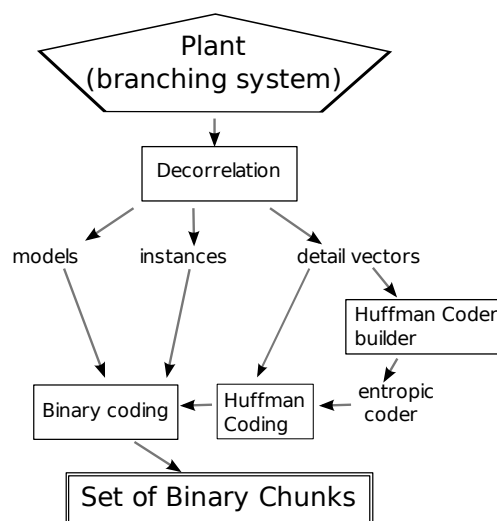 Plant
(branching system)
Decorrelation
models
instances
detail vectors
Huffman Coder
builder
entropic
coder
Binary coding
Huffman
Coding
Set of Binary Chunks